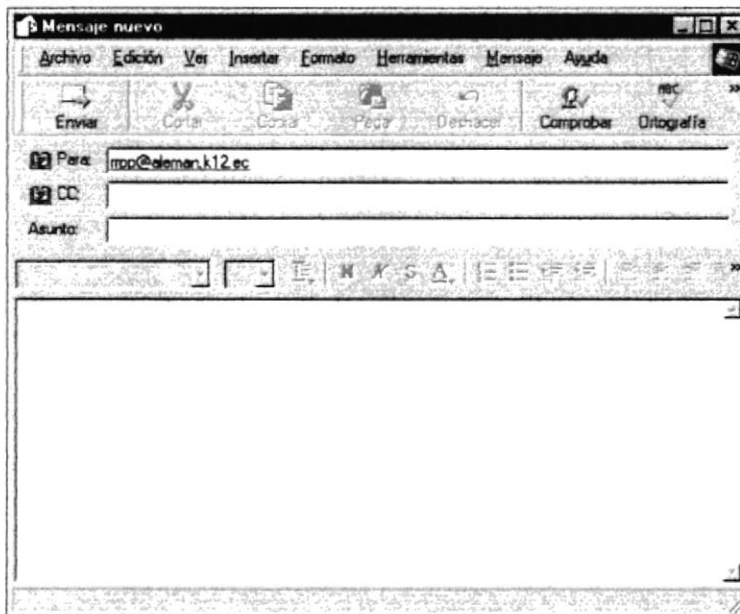 Mensaje nuevo
Archivo Edición Ver Insertar Formato Herramientas Mensaje Ayuda
Enviar Cortar Copiar Pegar Deshacer Comprobar Ortografía
Para: mpp@aleman.k12.ec
CC:
Asunto:
N K S A